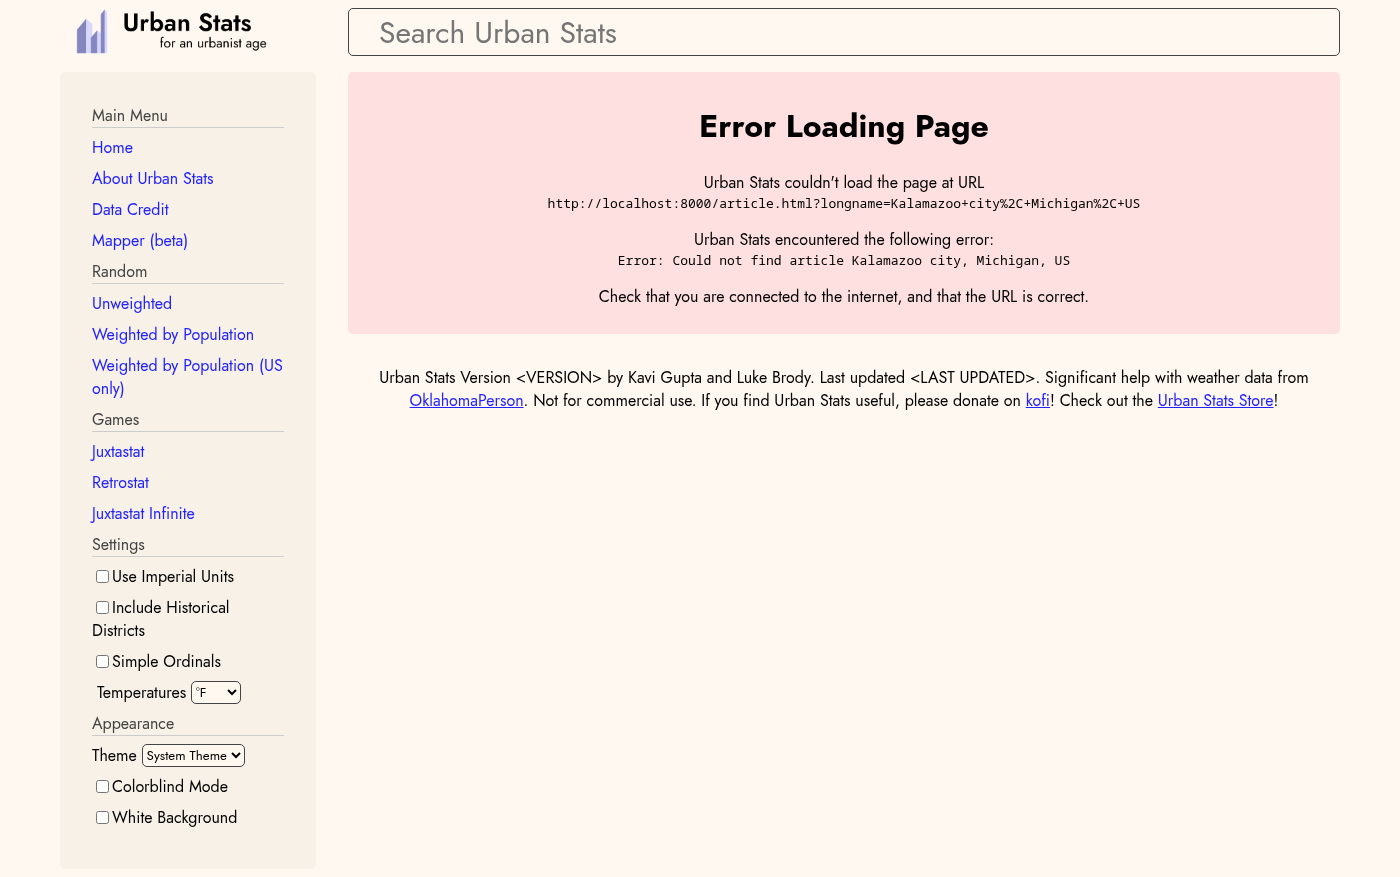 Urban Stats
for an urbanist age
Search Urban Stats
Main Menu
Home
About Urban Stats
Data Credit
Mapper (beta)
Random
Unweighted
Weighted by Population
Weighted by Population (US
only)
Games
Juxtastat
Retrostat
Juxtastat Infinite
Settings
Use Imperial Units
Include Historical
Districts
Simple Ordinals
Temperatures °F
Appearance
Theme System Theme
Colorblind Mode
White Background
Error Loading Page
Urban Stats couldn't load the page at URL
http://localhost:8000/article.html?longname=Kalamazoo+city%2C+Michigan%2C+US
Urban Stats encountered the following error:
Error: Could not find article Kalamazoo city, Michigan, US
Check that you are connected to the internet, and that the URL is correct.
Urban Stats Version <VERSION> by Kavi Gupta and Luke Brody. Last updated <LAST UPDATED>. Significant help with weather data from
OklahomaPerson. Not for commercial use. If you find Urban Stats useful, please donate on kofi! Check out the Urban Stats Store!